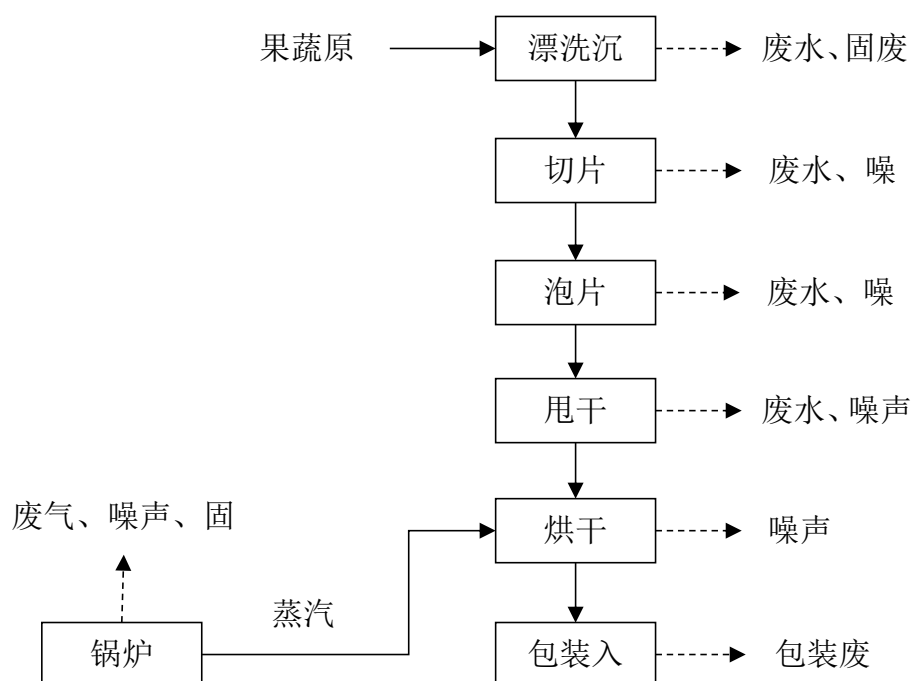 果蔬原
漂洗沉
废水、固废
切片
废水、噪
泡片
废水、噪
甩干
废水、噪声
废气、噪声、固
烘干
噪声
蒸汽
锅炉
包装入
包装废